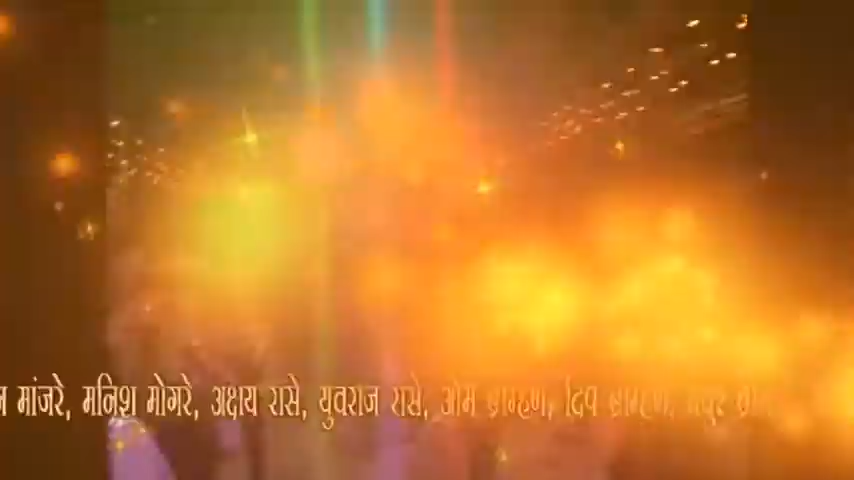 मांजरे, मनिश मोगरे, अक्षय रासे, युवराज रासे, ओम ब्राम्हण, दिप ब्राम्हण,